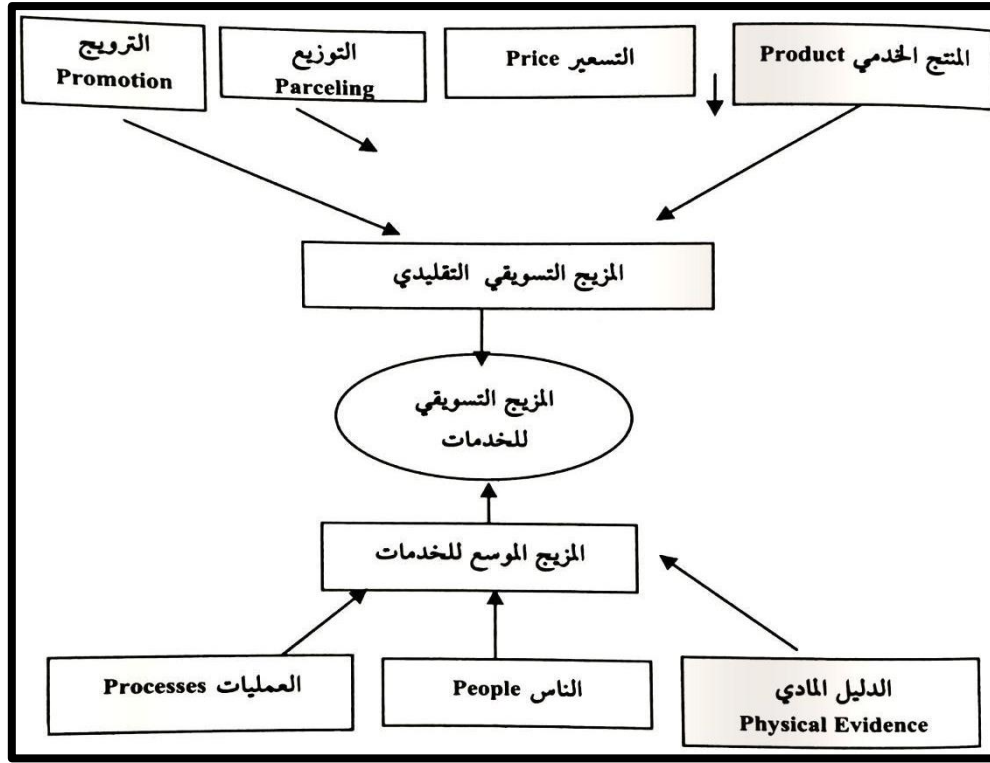 المنتج الخدمي Product
التسعير Price
التوزيع
Parceling
الترويج
Promotion
المزيج التسويقي التقليدي
المزيج التسويقي
للخدمات
المزيج الموسع للخدمات
الدليل المادي
Physical Evidence
الناس People
العمليات Processes